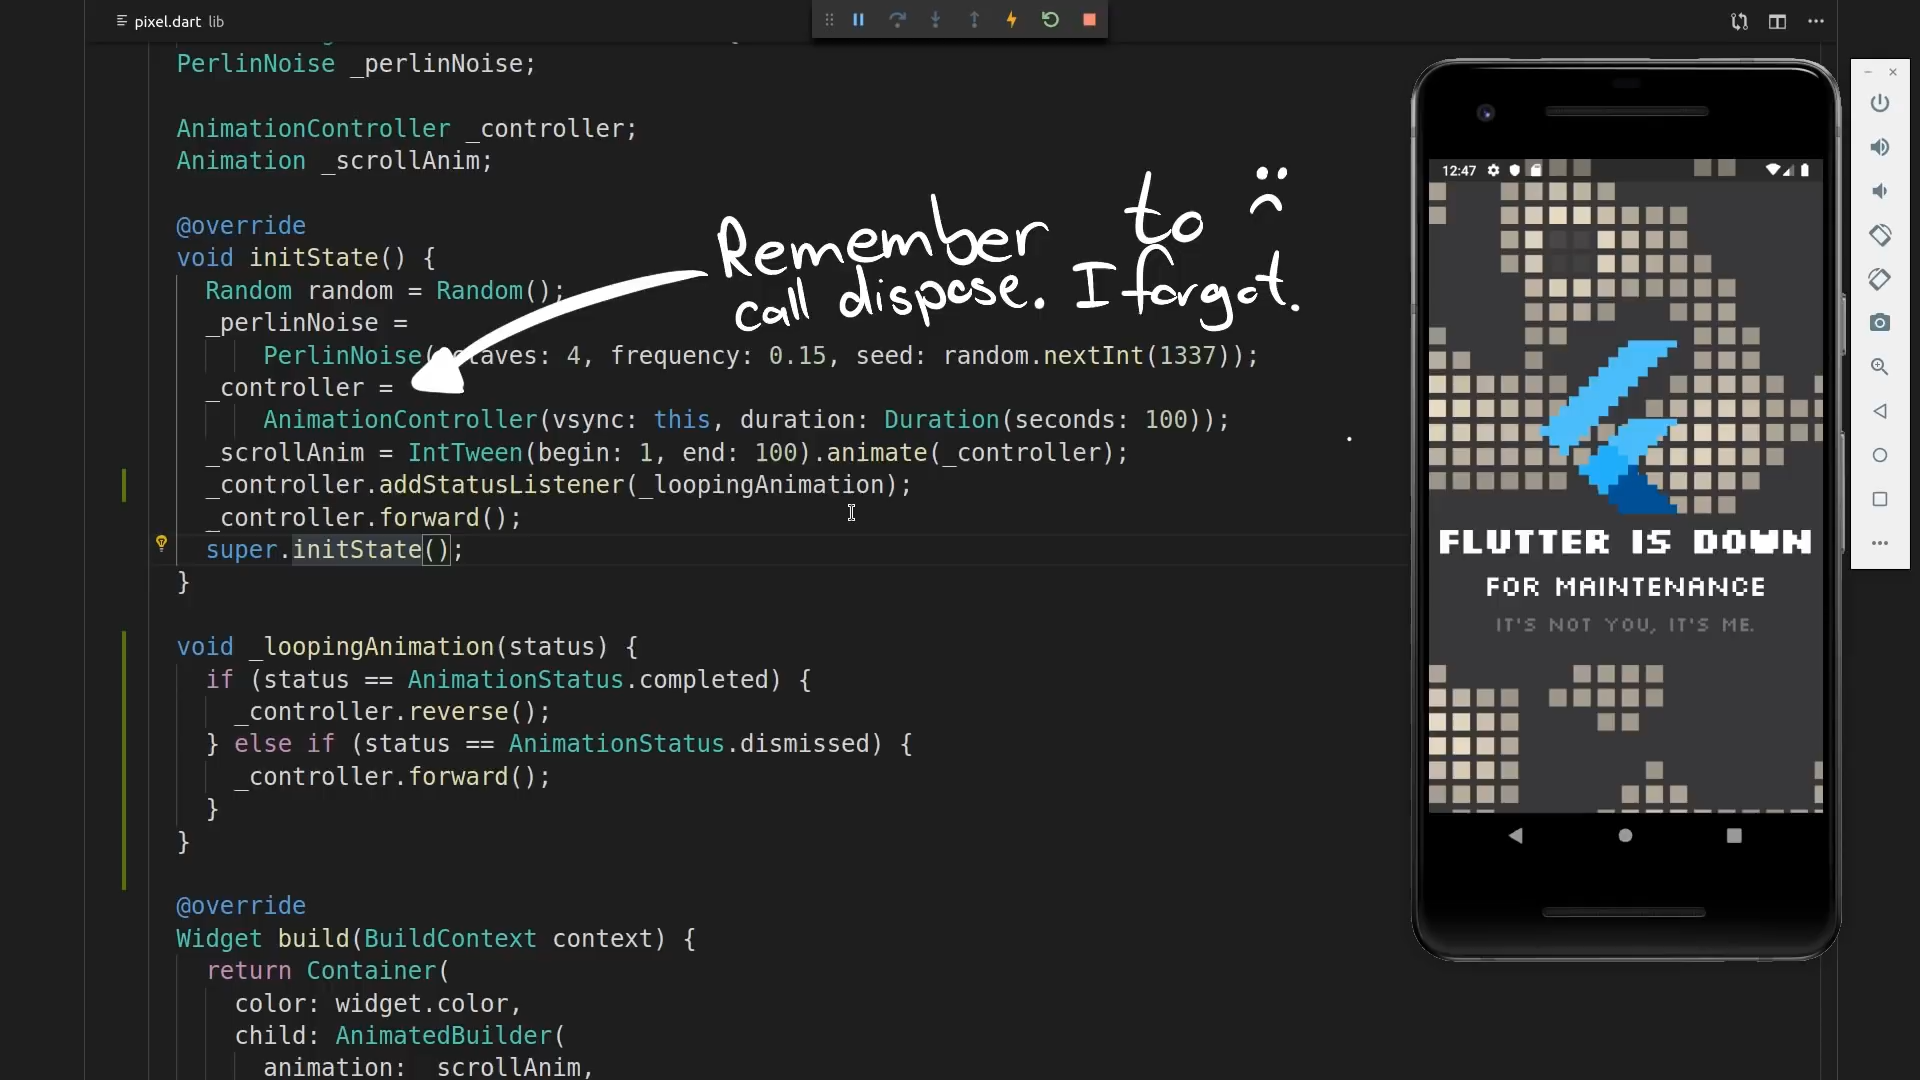 pixel.dart lib
PerlinNoise _perlinNoise;
AnimationController _controller;
Animation _scrollAnim;
@override
void initState() {
Random random = Random();
_perlinNoise =
PerlinNoise( frequency: 0.15, seed: random.nextInt(1337));
_controller =
AnimationController(vsync: this, duration: Duration(seconds: 100));
_scrollAnim = IntTween(begin: 1, end: 100).animate(_controller);
_controller.addStatusListener(_loopingAnimation);
_controller.forward();
super.initState();
}
void _loopingAnimation(status) {
if (status == AnimationStatus.completed) {
_controller.reverse();
} else if (status == AnimationStatus.dismissed) {
_controller.forward();
}
}
@override
Widget build(BuildContext context) {
return Container(
color: widget.color,
child: AnimatedBuilder(
animation: _scrollAnim,
Remember to :(
call dispose. I forgot.
12:47
FLUTTER IS DOWN
FOR MAINTENANCE
IT'S NOT YOU, IT'S ME.